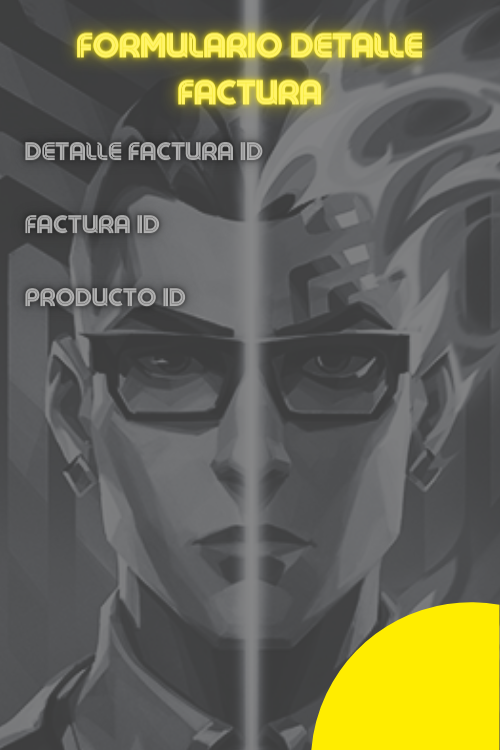 FORMULARIO DETALLE
FACTURA
DETALLE FACTURA ID
FACTURA ID
PRODUCTO ID